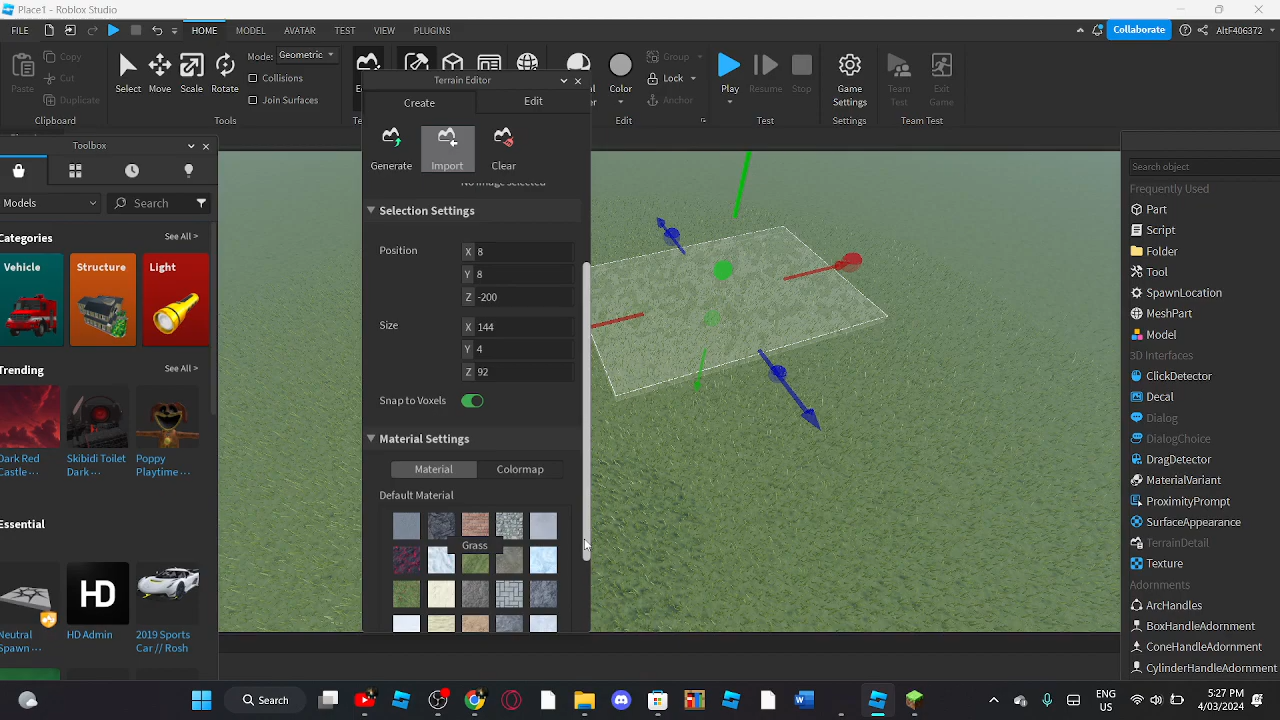 Place1 - Roblox Studio
FILE HOME MODEL AVATAR TEST VIEW PLUGINS Collaborate AEF406372
Paste Copy Cut Duplicate
Select Move Scale Rotate
Mode: Geometric
Collisions
Join Surfaces
Color
Group
Lock
Anchor
Play Resume Stop
Game Settings
Team Test
Exit Game
Clipboard Tools Edit Test Settings Team Test
Toolbox
Models Search
Categories See All >
Vehicle Structure Light
See All >
Dark Red Castle ...
Skibidi Toilet Dark ...
Poppy Playtime ...
Essential
HD
Neutral Spawn ...
HD Admin
2019 Sports Car // Rosh
Terrain Editor
Create Edit
Generate Import Clear
No image selected
Selection Settings
Position X 8
Y 8
Z -200
Size X 144
Y 4
Z 92
Snap to Voxels
Material Settings
Material Colormap
Default Material
Grass
Search object
Frequently Used
Part
Script
Folder
Tool
SpawnLocation
MeshPart
Model
3D Interfaces
ClickDetector
Decal
Dialog
DialogChoice
DragDetector
MaterialVariant
ProximityPrompt
SurfaceAppearance
TerrainDetail
Texture
Adornments
ArcHandles
BoxHandleAdornment
ConeHandleAdornment
CylinderHandleAdornment
Search
ENG
US
5:27 PM
4/03/2024